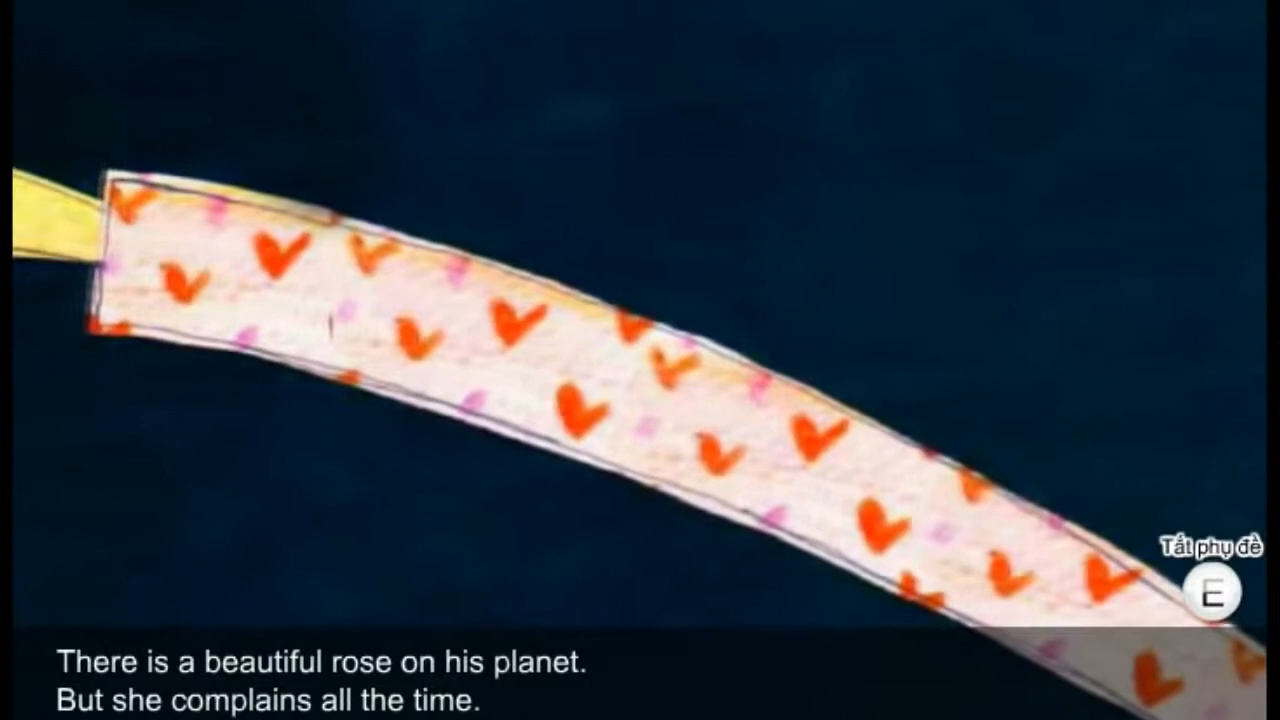 Tắt phụ đề
E
There is a beautiful rose on his planet.
But she complains all the time.